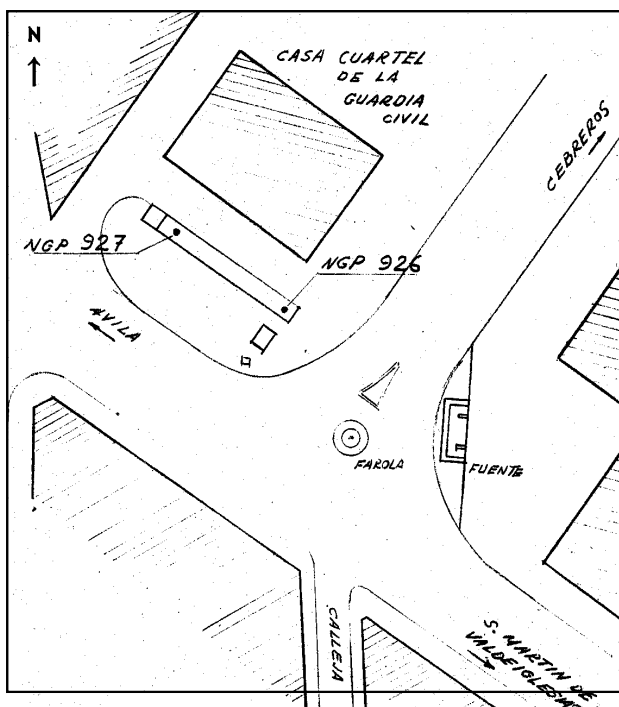 N
CASA CUARTEL
DE LA
GUARDIA
CIVIL
CEBREROS
NGP 927
NGP 926
AVILA
FAROLA
FUENTE
CALLEJA
S. MARTIN DE
VALDEIGLESIAS